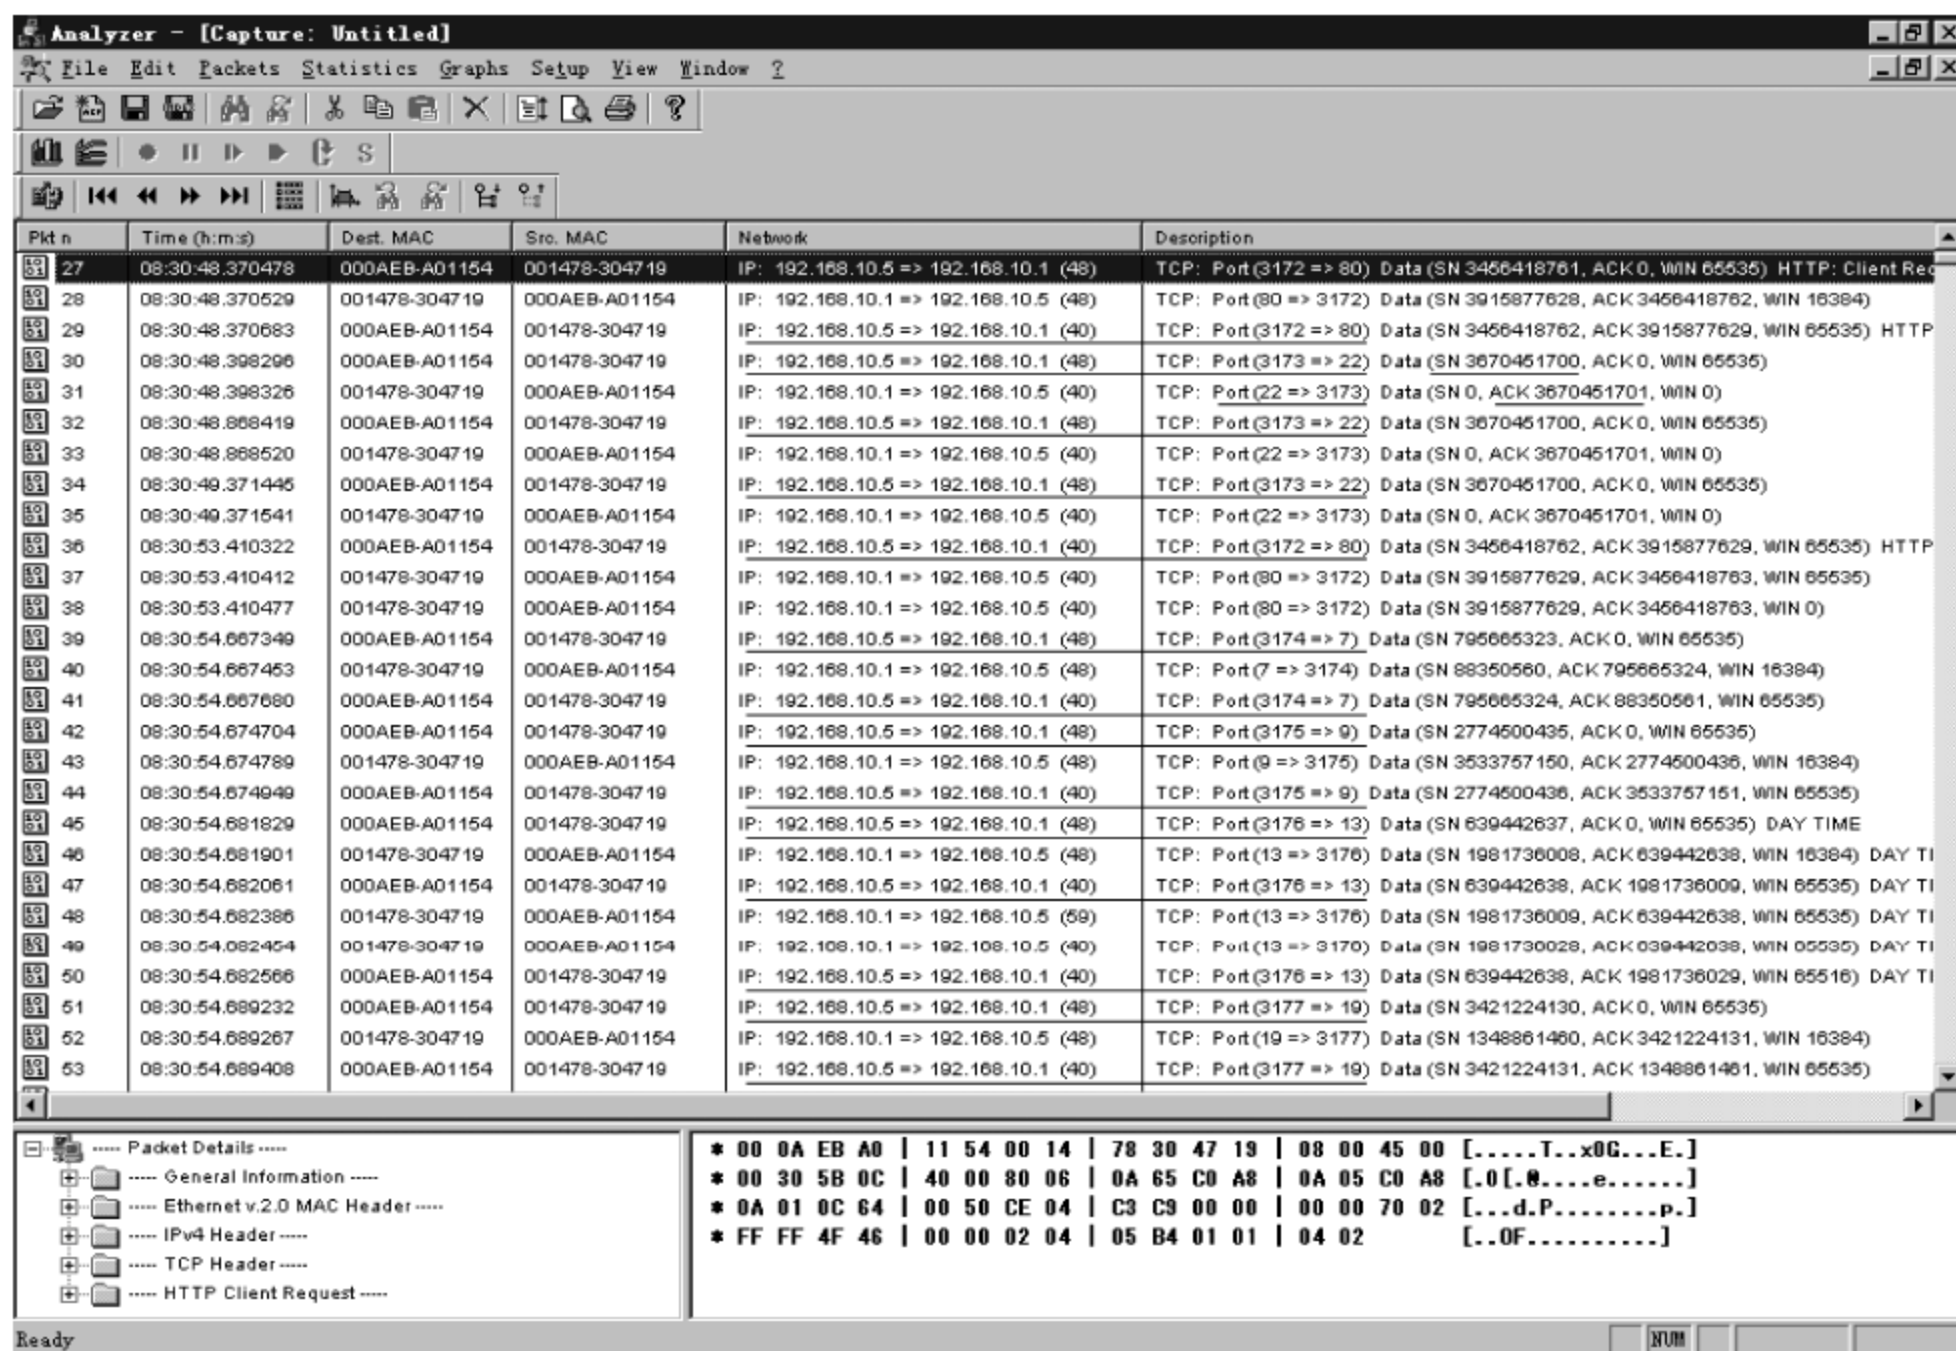 Analyzer - [Capture: Untitled]
File Edit Packets Statistics Graphs Setup View Window ?
Pkt n Time (h:m:s) Dest. MAC Src. MAC Network Description
27 08:30:48.370478 000AEB-A01154 001478-304719 IP: 192.168.10.5 => 192.168.10.1 (48) TCP: Port(3172 => 80) Data (SN 3456418761, ACK 0, WIN 65535) HTTP: Client Req
28 08:30:48.370529 001478-304719 000AEB-A01154 IP: 192.168.10.1 => 192.168.10.5 (48) TCP: Port(80 => 3172) Data (SN 3915877628, ACK 3456418762, WIN 16384)
29 08:30:48.370683 000AEB-A01154 001478-304719 IP: 192.168.10.5 => 192.168.10.1 (40) TCP: Port(3172 => 80) Data (SN 3456418762, ACK 3915877629, WIN 65535) HTTP
30 08:30:48.398296 000AEB-A01154 001478-304719 IP: 192.168.10.5 => 192.168.10.1 (48) TCP: Port(3173 => 22) Data (SN 3670451700, ACK 0, WIN 65535)
31 08:30:48.398326 001478-304719 000AEB-A01154 IP: 192.168.10.1 => 192.168.10.5 (40) TCP: Port(22 => 3173) Data (SN 0, ACK 3670451701, WIN 0)
32 08:30:48.868419 000AEB-A01154 001478-304719 IP: 192.168.10.5 => 192.168.10.1 (48) TCP: Port(3173 => 22) Data (SN 3670451700, ACK 0, WIN 65535)
33 08:30:48.868520 001478-304719 000AEB-A01154 IP: 192.168.10.1 => 192.168.10.5 (40) TCP: Port(22 => 3173) Data (SN 0, ACK 3670451701, WIN 0)
34 08:30:49.371445 000AEB-A01154 001478-304719 IP: 192.168.10.5 => 192.168.10.1 (48) TCP: Port(3173 => 22) Data (SN 3670451700, ACK 0, WIN 65535)
35 08:30:49.371541 001478-304719 000AEB-A01154 IP: 192.168.10.1 => 192.168.10.5 (40) TCP: Port(22 => 3173) Data (SN 0, ACK 3670451701, WIN 0)
36 08:30:53.410322 000AEB-A01154 001478-304719 IP: 192.168.10.5 => 192.168.10.1 (40) TCP: Port(3172 => 80) Data (SN 3456418762, ACK 3915877629, WIN 65535) HTTP
37 08:30:53.410412 001478-304719 000AEB-A01154 IP: 192.168.10.1 => 192.168.10.5 (40) TCP: Port(80 => 3172) Data (SN 3915877629, ACK 3456418763, WIN 65535)
38 08:30:53.410477 001478-304719 000AEB-A01154 IP: 192.168.10.1 => 192.168.10.5 (40) TCP: Port(80 => 3172) Data (SN 3915877629, ACK 3456418763, WIN 0)
39 08:30:54.667349 000AEB-A01154 001478-304719 IP: 192.168.10.5 => 192.168.10.1 (48) TCP: Port(3174 => 7) Data (SN 795665323, ACK 0, WIN 65535)
40 08:30:54.667453 001478-304719 000AEB-A01154 IP: 192.168.10.1 => 192.168.10.5 (48) TCP: Port(7 => 3174) Data (SN 88350560, ACK 795665324, WIN 16384)
41 08:30:54.667680 000AEB-A01154 001478-304719 IP: 192.168.10.5 => 192.168.10.1 (40) TCP: Port(3174 => 7) Data (SN 795665324, ACK 88350561, WIN 65535)
42 08:30:54.674704 000AEB-A01154 001478-304719 IP: 192.168.10.5 => 192.168.10.1 (48) TCP: Port(3175 => 9) Data (SN 2774500435, ACK 0, WIN 65535)
43 08:30:54.674789 001478-304719 000AEB-A01154 IP: 192.168.10.1 => 192.168.10.5 (48) TCP: Port(9 => 3175) Data (SN 3533757150, ACK 2774500436, WIN 16384)
44 08:30:54.674949 000AEB-A01154 001478-304719 IP: 192.168.10.5 => 192.168.10.1 (40) TCP: Port(3175 => 9) Data (SN 2774500436, ACK 3533757151, WIN 65535)
45 08:30:54.681829 000AEB-A01154 001478-304719 IP: 192.168.10.5 => 192.168.10.1 (48) TCP: Port(3176 => 13) Data (SN 639442637, ACK 0, WIN 65535) DAY TIME
46 08:30:54.681901 001478-304719 000AEB-A01154 IP: 192.168.10.1 => 192.168.10.5 (48) TCP: Port(13 => 3176) Data (SN 1981736008, ACK 639442638, WIN 16384) DAY TI
47 08:30:54.682061 000AEB-A01154 001478-304719 IP: 192.168.10.5 => 192.168.10.1 (40) TCP: Port(3176 => 13) Data (SN 639442638, ACK 1981736009, WIN 65535) DAY TI
48 08:30:54.682386 001478-304719 000AEB-A01154 IP: 192.168.10.1 => 192.168.10.5 (59) TCP: Port(13 => 3176) Data (SN 1981736009, ACK 639442638, WIN 65535) DAY TI
49 08:30:54.682454 001478-304719 000AEB-A01154 IP: 192.168.10.1 => 192.168.10.5 (40) TCP: Port(13 => 3176) Data (SN 1981736028, ACK 639442638, WIN 65535) DAY TI
50 08:30:54.682566 000AEB-A01154 001478-304719 IP: 192.168.10.5 => 192.168.10.1 (40) TCP: Port(3176 => 13) Data (SN 639442638, ACK 1981736029, WIN 65516) DAY TI
51 08:30:54.689232 000AEB-A01154 001478-304719 IP: 192.168.10.5 => 192.168.10.1 (48) TCP: Port(3177 => 19) Data (SN 3421224130, ACK 0, WIN 65535)
52 08:30:54.689267 001478-304719 000AEB-A01154 IP: 192.168.10.1 => 192.168.10.5 (48) TCP: Port(19 => 3177) Data (SN 1348861460, ACK 3421224131, WIN 16384)
53 08:30:54.689408 000AEB-A01154 001478-304719 IP: 192.168.10.5 => 192.168.10.1 (40) TCP: Port(3177 => 19) Data (SN 3421224131, ACK 1348861461, WIN 65535)
----- Packet Details -----
----- General Information -----
----- Ethernet v.2.0 MAC Header -----
----- IPv4 Header -----
----- TCP Header -----
----- HTTP Client Request -----
* 00 0A EB A0 | 11 54 00 14 | 78 30 47 19 | 08 00 45 00 [.....T..x0G...E.]
* 00 30 5B 0C | 40 00 80 06 | 0A 65 C0 A8 | 0A 05 C0 A8 [.0[.@....e......]
* 0A 01 0C 64 | 00 50 CE 04 | C3 C9 00 00 | 00 00 70 02 [...d.P........p.]
* FF FF 4F 46 | 00 00 02 04 | 05 B4 01 01 | 04 02 [..OF..........]
Ready NUM